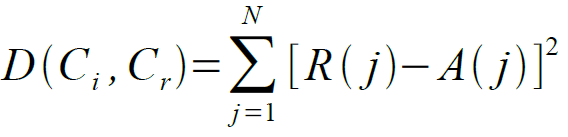 D(C_i, C_r) = \sum_{j=1}^{N} [R(j) − A(j)]^2